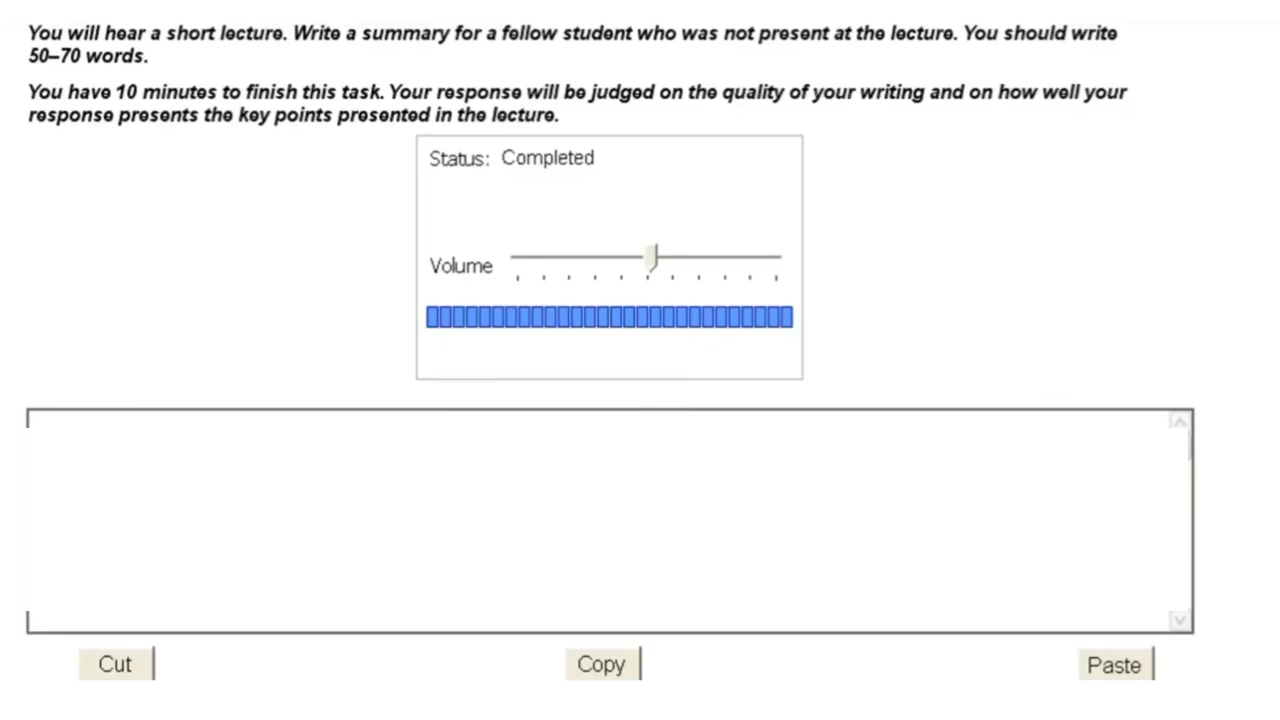 You will hear a short lecture. Write a summary for a fellow student who was not present at the lecture. You should write
50–70 words.
You have 10 minutes to finish this task. Your response will be judged on the quality of your writing and on how well your
response presents the key points presented in the lecture.
Status: Completed
Volume
Cut
Copy
Paste